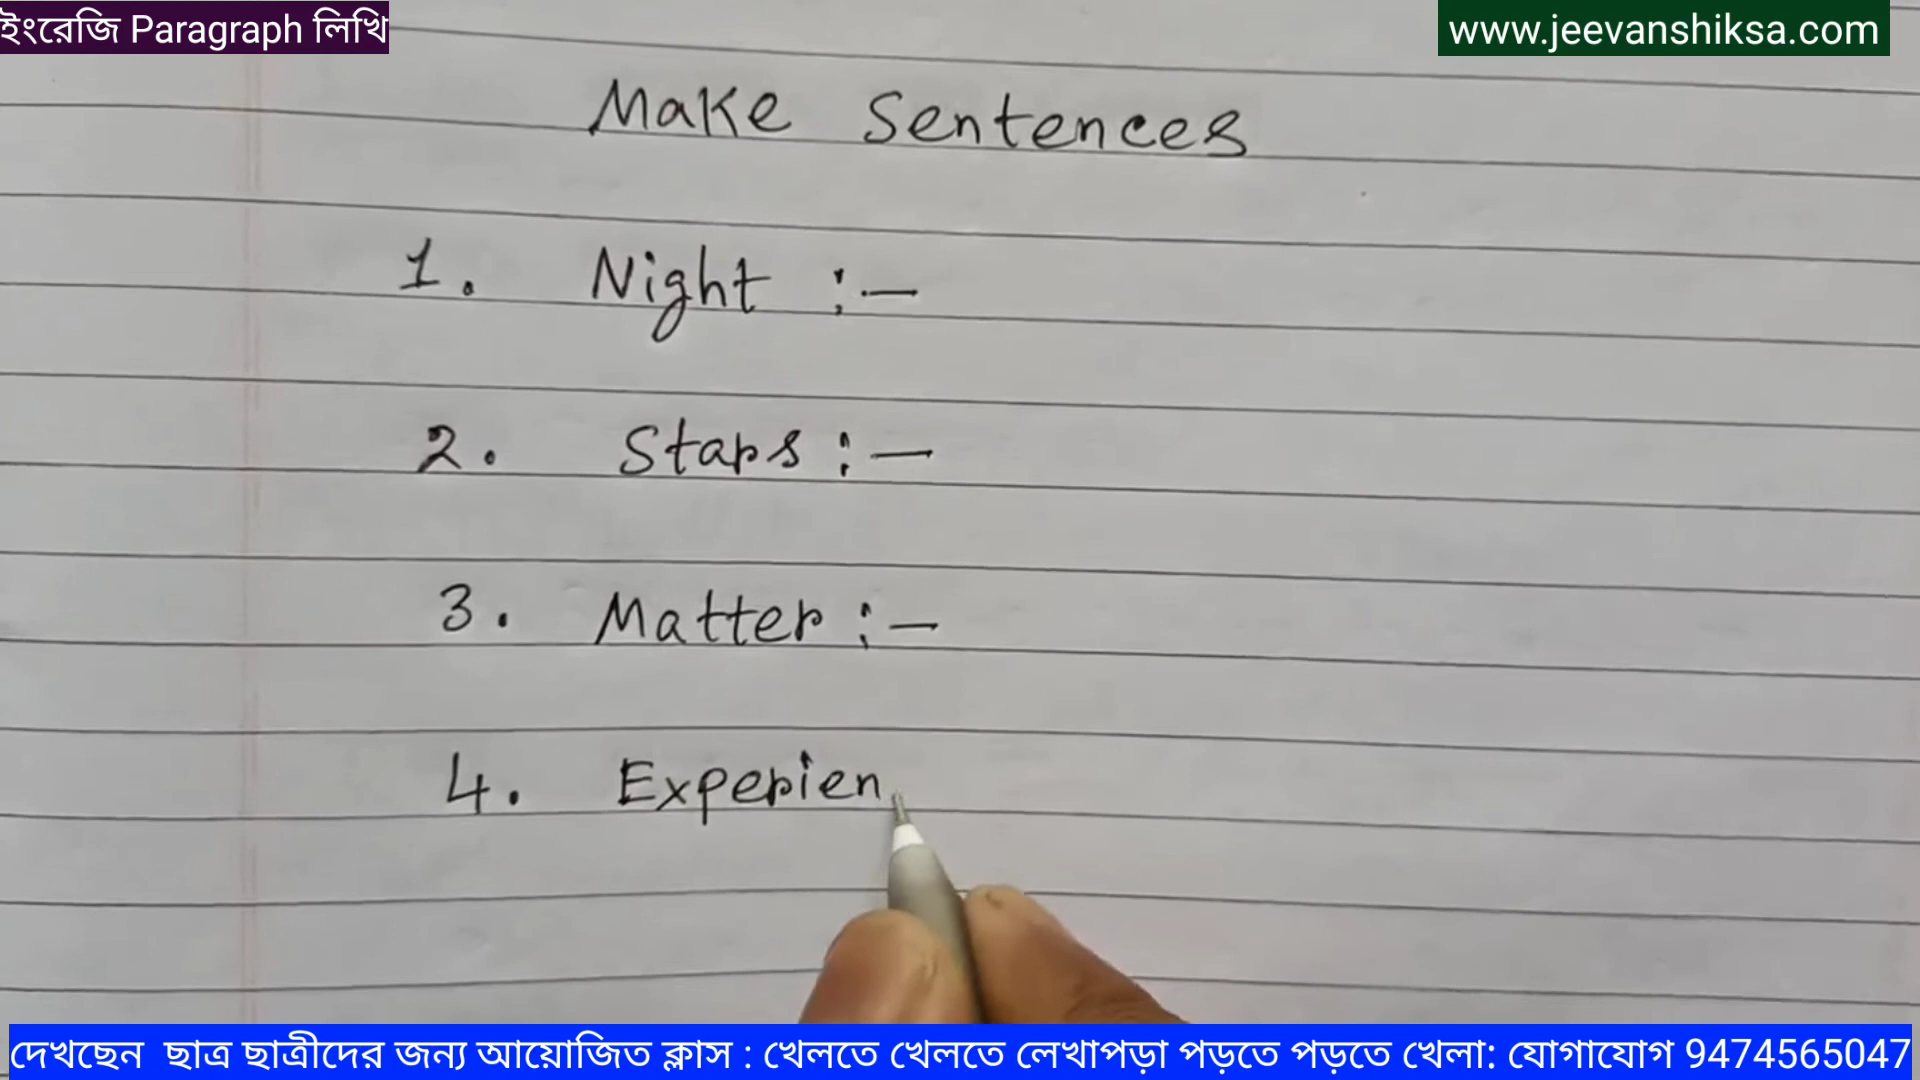 ইংরেজি Paragraph লিখি
www.jeevanshiksa.com
Make Sentences
1. Night :-
2. Stars :-
3. Matter :-
4. Experien
দেখছেন ছাত্র ছাত্রীদের জন্য আয়োজিত ক্লাস : খেলতে খেলতে লেখাপড়া পড়তে পড়তে খেলা: যোগাযোগ 9474565047